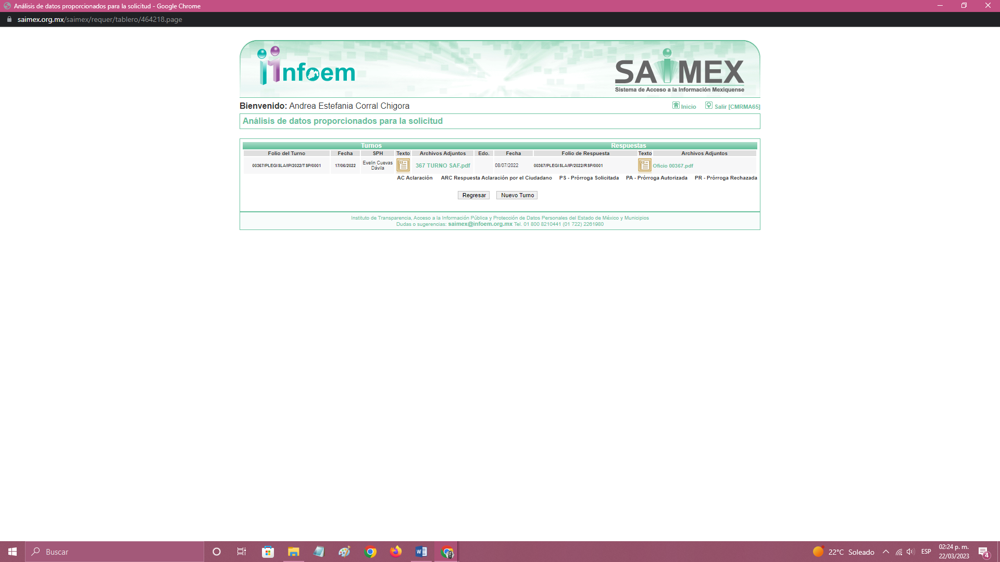 Análisis de datos proporcionados para la solicitud - Google Chrome
saimex.org.mx/saimex/requer/tablero/464218.page
infoem
SAIMEX
Sistema de Acceso a la Información Mexiquense
Bienvenido: Andrea Estefania Corral Chigora
Inicio Salir [CMRMA65]
Análisis de datos proporcionados para la solicitud
Turnos Respuestas
Folio del Turno Fecha SPH Texto Archivos Adjuntos Edo. Fecha Folio de Respuesta Texto Archivos Adjuntos
00367/PLEGISLA/IP/2022/TSP/0001 17/06/2022 Evelin Cuevas Dávila 367 TURNO SAF.pdf 08/07/2022 00367/PLEGISLA/IP/2022/RSP/0001 Oficio 00367.pdf
AC Aclaración ARC Respuesta Aclaración por el Ciudadano PS - Prórroga Solicitada PA - Prórroga Autorizada PR - Prórroga Rechazada
Regresar Nuevo Turno
Instituto de Transparencia, Acceso a la Información Pública y Protección de Datos Personales del Estado de México y Municipios
Dudas o sugerencias: saimex@infoem.org.mx Tel. 01 800 8210441 (01 722) 2261980
Buscar
22°C Soleado
ESP
02:24 p. m.
22/03/2023
4